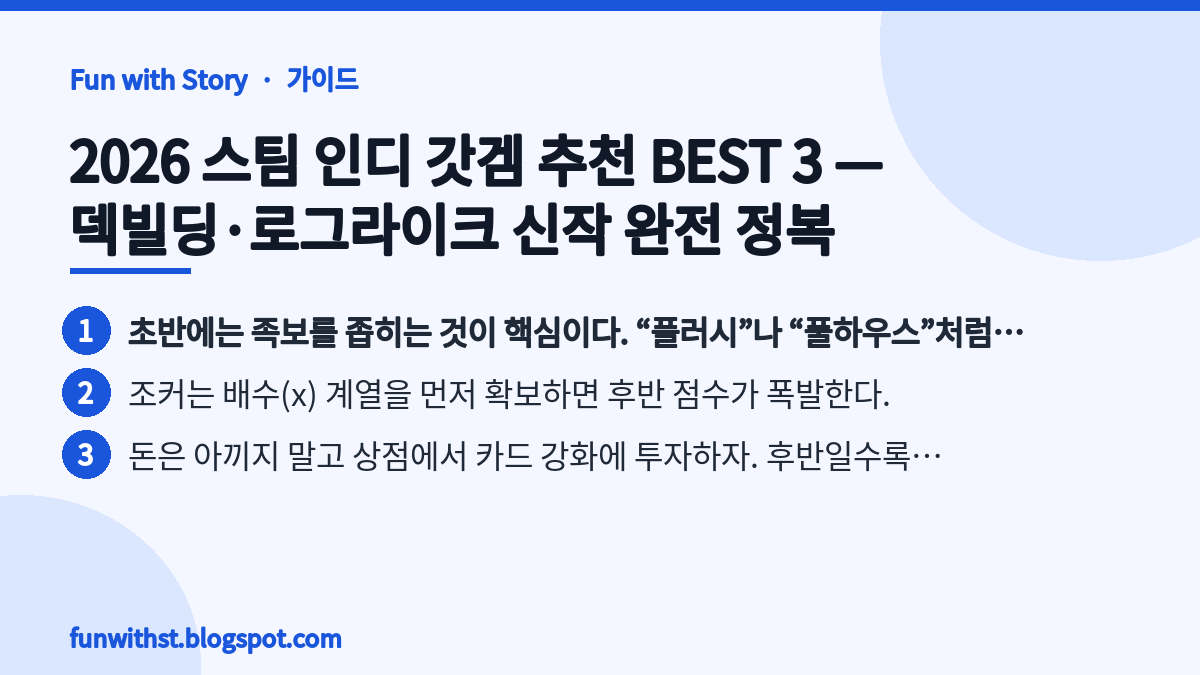 Fun with Story · 가이드
2026 스팀 인디 갓겜 추천 BEST 3 —
덱빌딩·로그라이크 신작 완전 정복
1 초반에는 족보를 좁히는 것이 핵심이다. “플러시”나 “풀하우스”처럼…
2 조커는 배수(x) 계열을 먼저 확보하면 후반 점수가 폭발한다.
3 돈은 아끼지 말고 상점에서 카드 강화에 투자하자. 후반일수록…
funwithst.blogspot.com